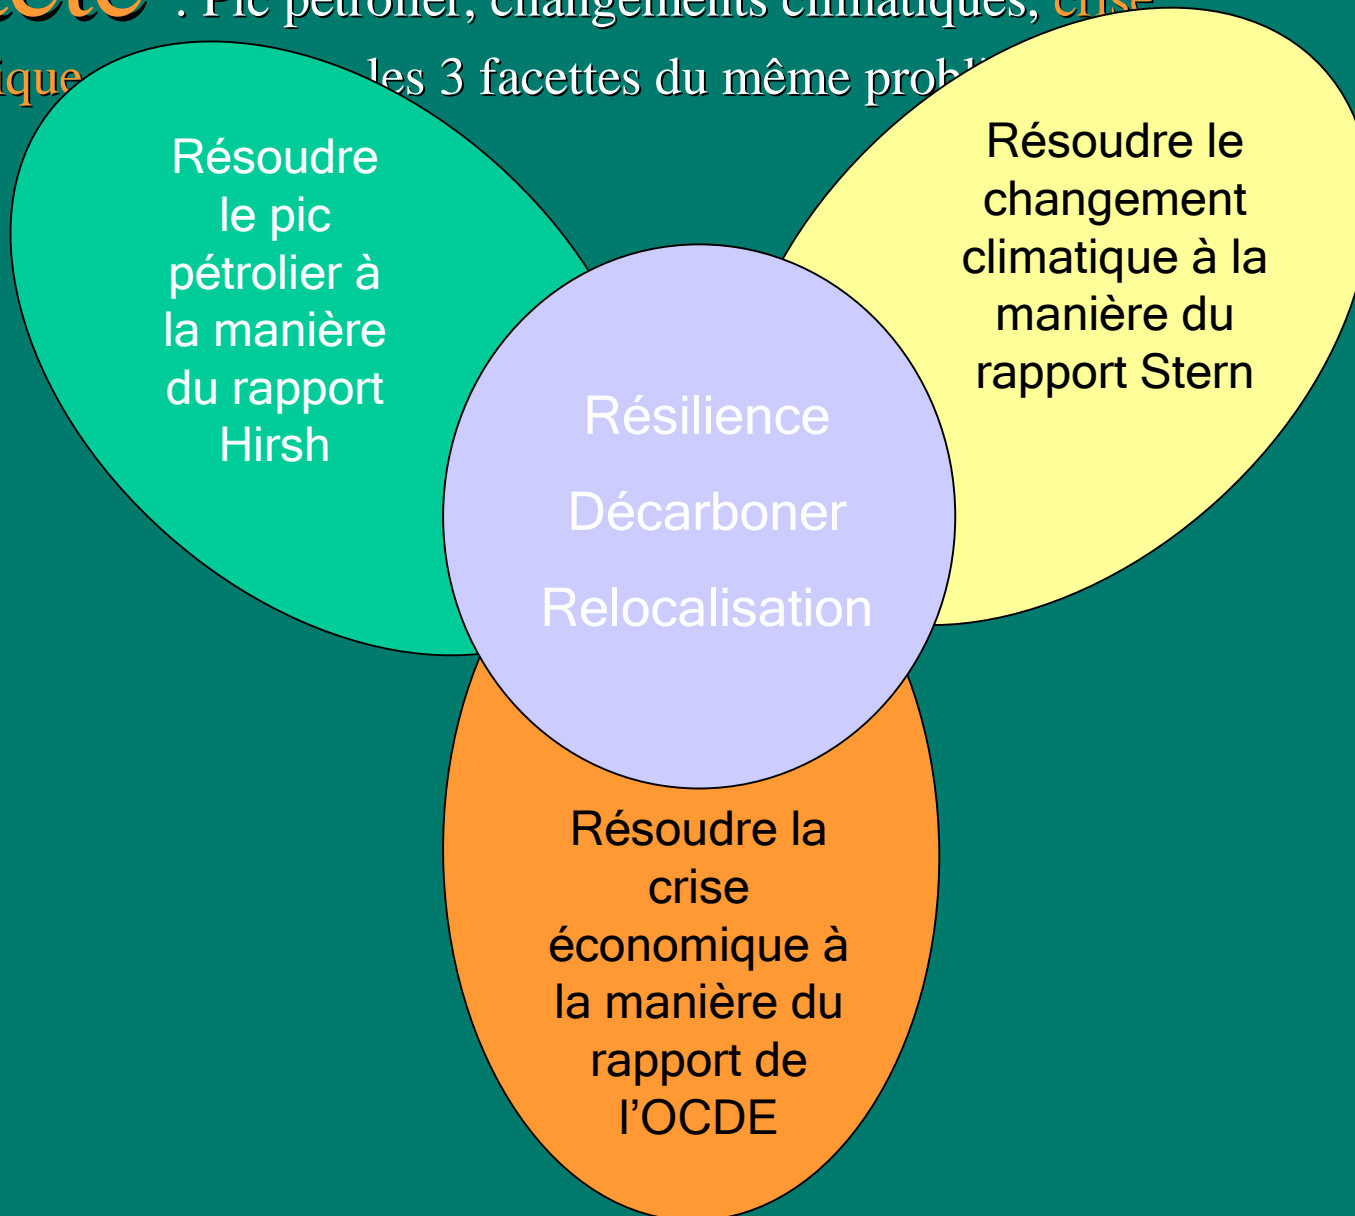 : Pic pétrolier, changements climatiques, crise
les 3 facettes du même
Résoudre
le pic
pétrolier à
la manière
du rapport
Hirsh
Résoudre le
changement
climatique à la
manière du
rapport Stern
Résilience
Décarboner
Relocalisation
Résoudre la
crise
économique à
la manière du
rapport de
l’OCDE